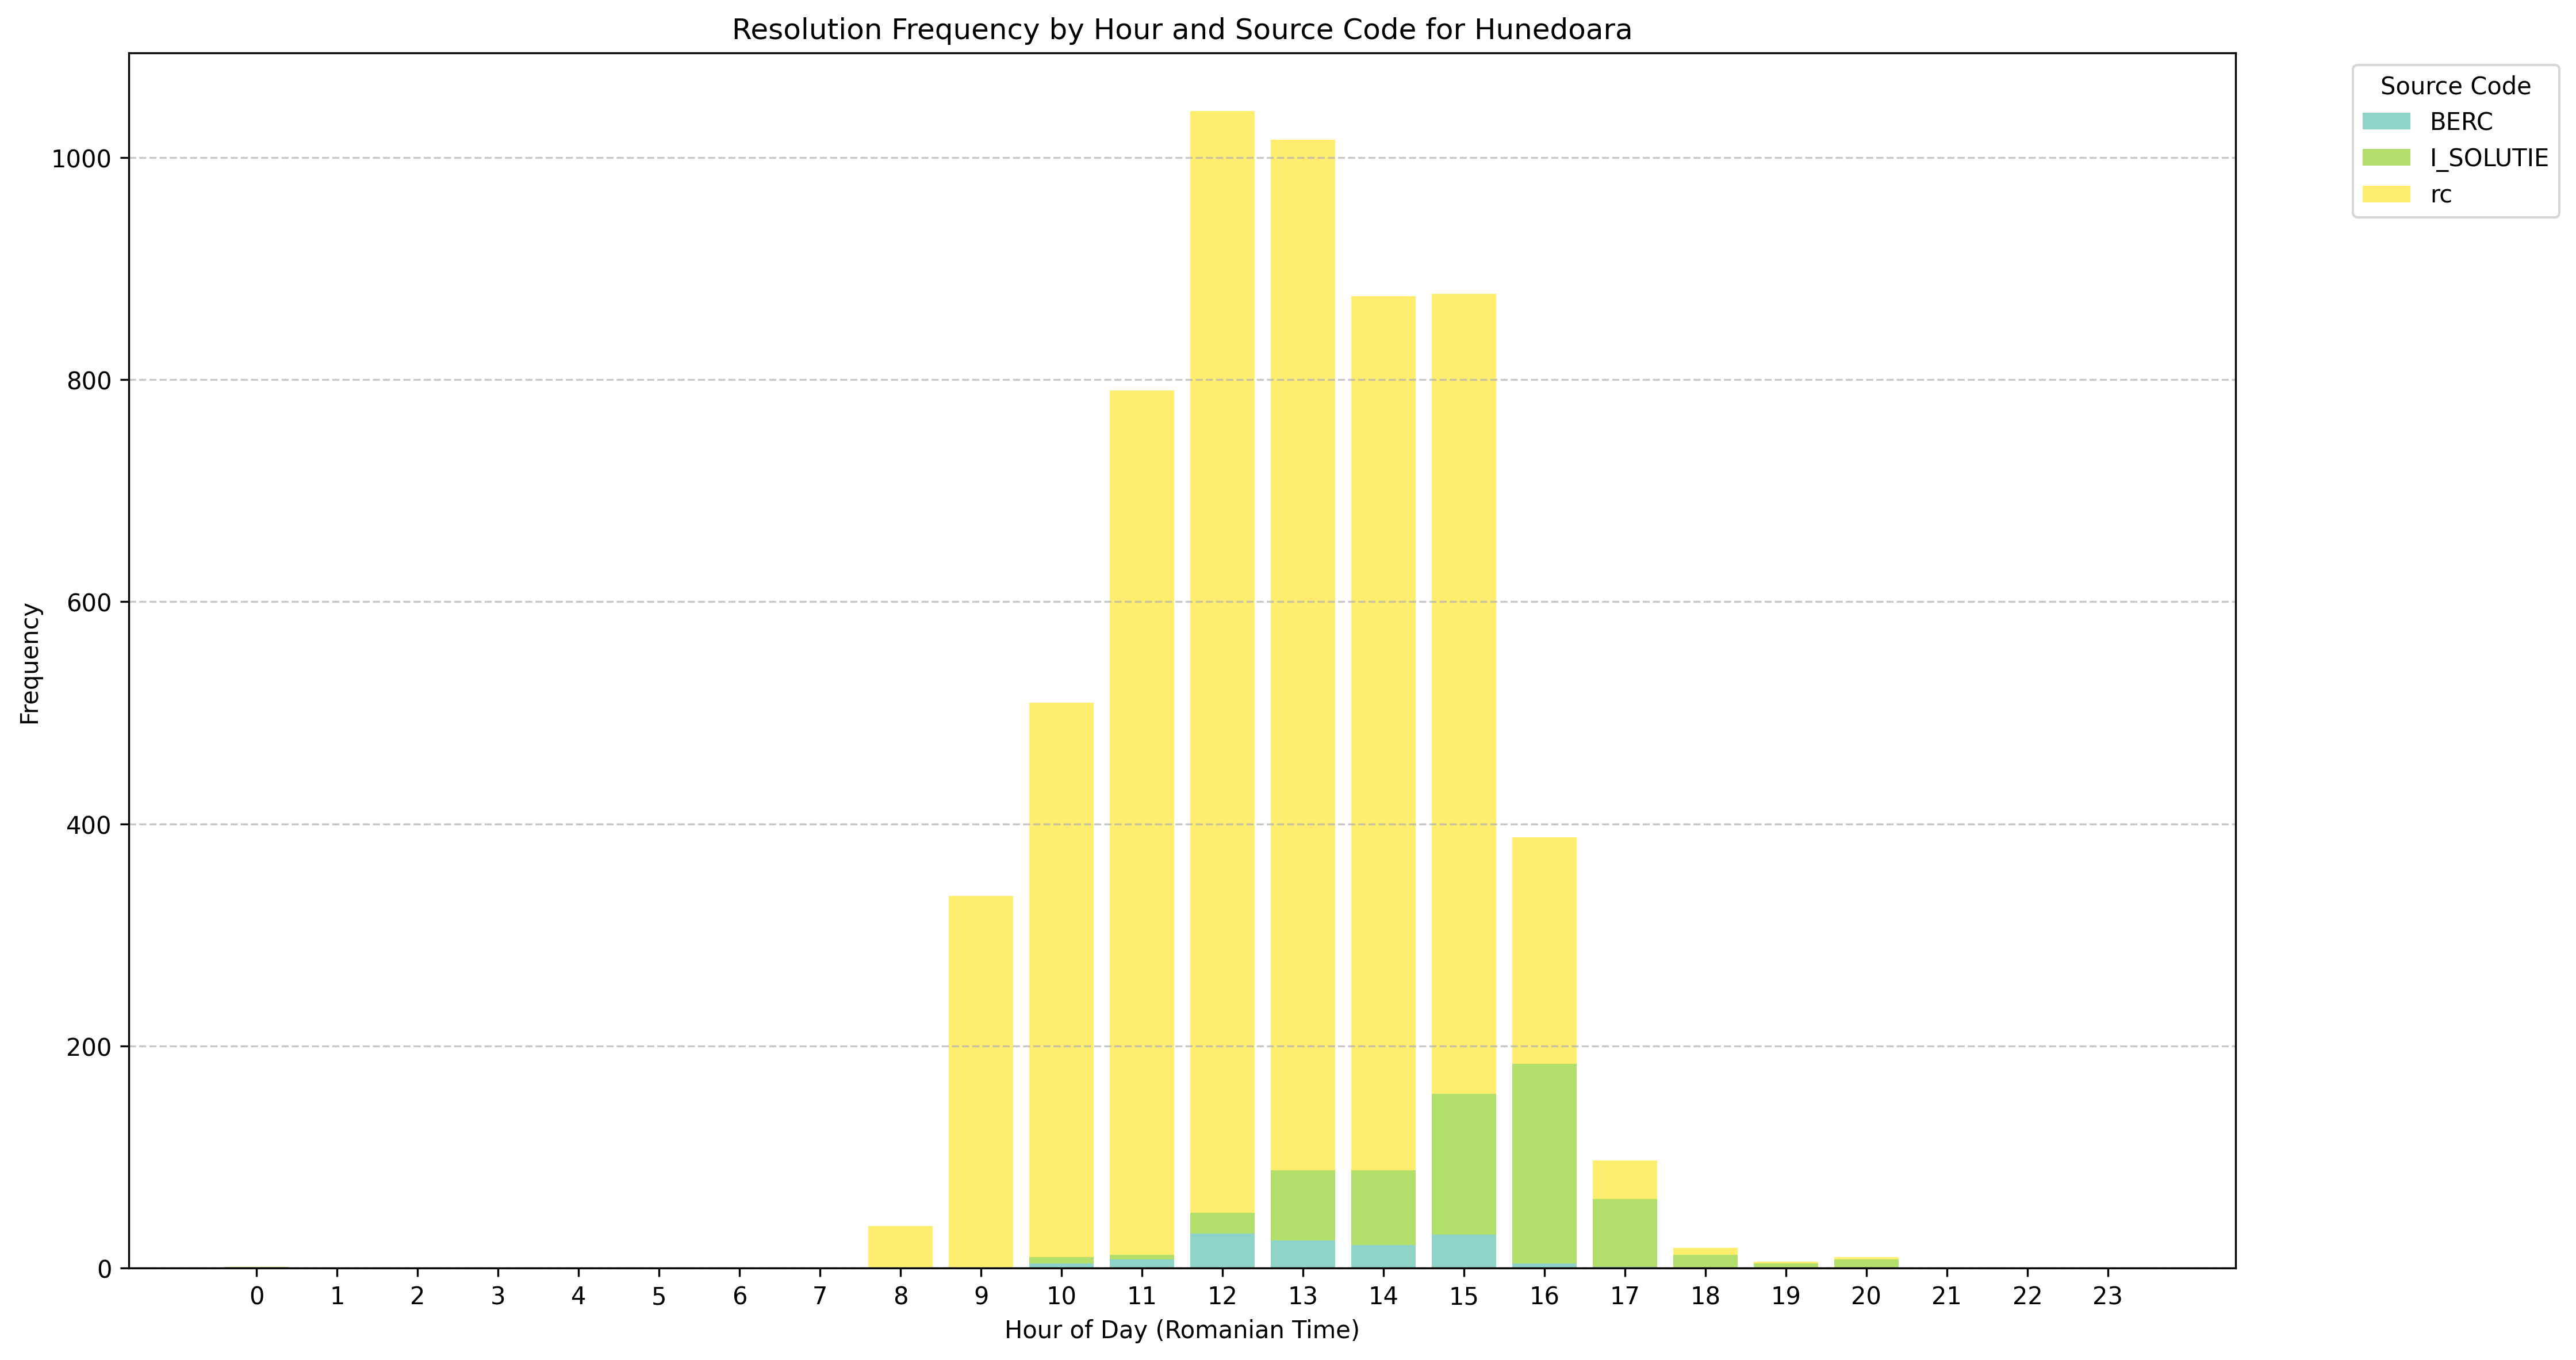 Resolution Frequency by Hour and Source Code for Hunedoara
Source Code
BERC
I_SOLUTIE
rc
1000
800
600
400
200
0
Frequency
0 1 2 3 4 5 6 7 8 9 10 11 12 13 14 15 16 17 18 19 20 21 22 23
Hour of Day (Romanian Time)